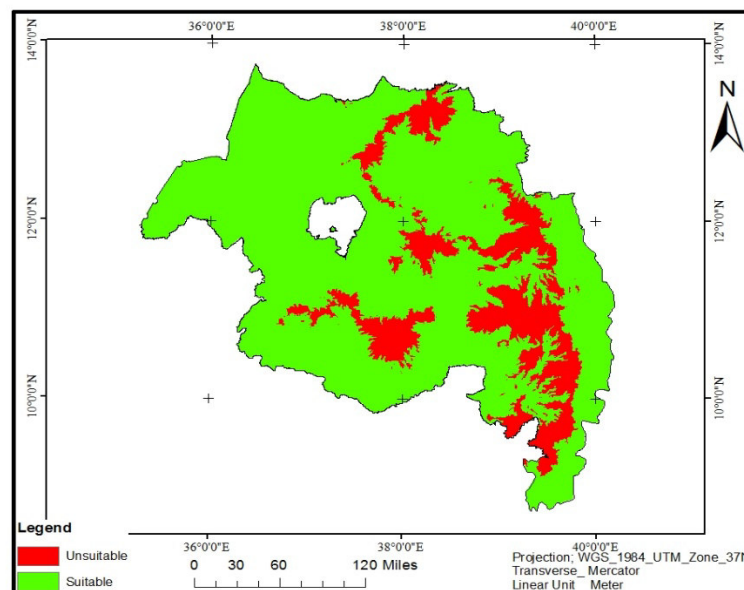 36°0'0"E 38°0'0"E 40°0'0"E
14°0'0"N 14°0'0"N
N
12°0'0"N 12°0'0"N
10°0'0"N 10°0'0"N
Legend
Unsuitable
Suitable
36°0'0"E 38°0'0"E 40°0'0"E
0 30 60 120 Miles
Projection; WGS_1984_UTM_Zone_37N
Transverse_ Mercator
Linear Unit Meter